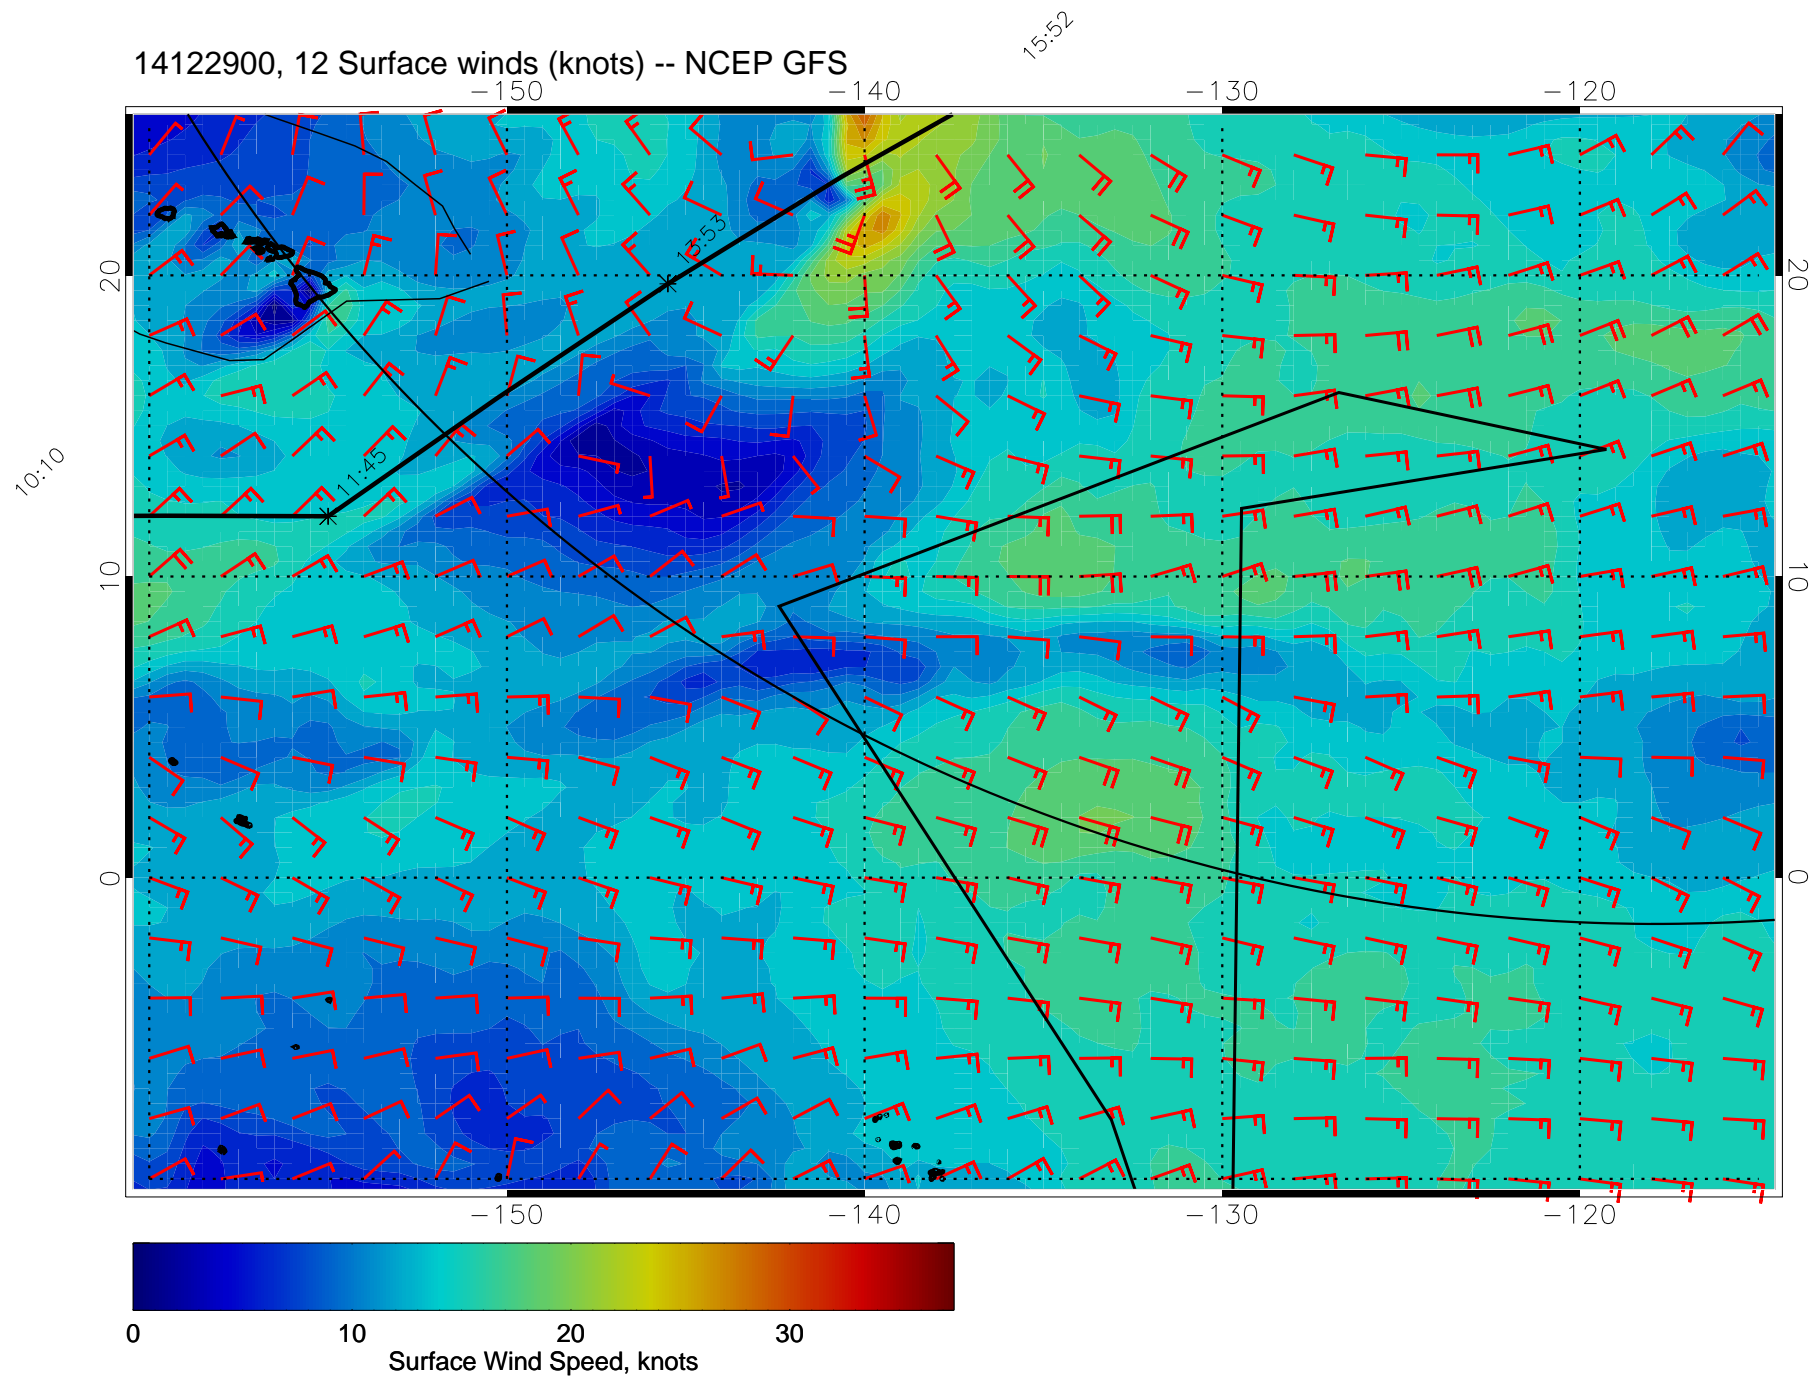 15:52
14122900, 12 Surface winds (knots) -- NCEP GFS
-150 -140 -130 -120
13:53
20 20
11:45
10:10
10 10
0 0
-150 -140 -130 -120
0 10 20 30
Surface Wind Speed, knots